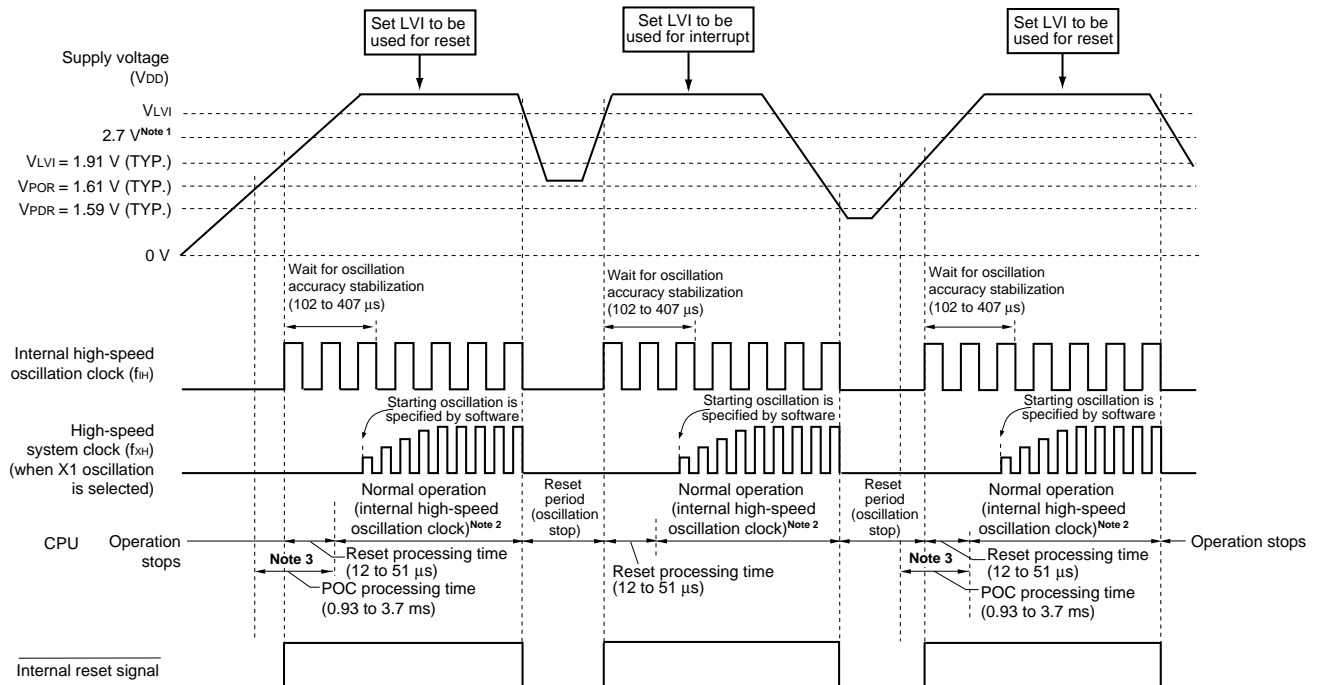 Set LVI to be
used for reset
Set LVI to be
used for interrupt
Set LVI to be
used for reset
Supply voltage
(VDD)
VLVI
2.7 V Note 1
VLVI = 1.91 V (TYP.)
VPOR = 1.61 V (TYP.)
VPDR = 1.59 V (TYP.)
0 V
Wait for oscillation
accuracy stabilization
(102 to 407 μs)
Wait for oscillation
accuracy stabilization
(102 to 407 μs)
Wait for oscillation
accuracy stabilization
(102 to 407 μs)
Internal high-speed
oscillation clock (fIH)
Starting oscillation is
specified by software
Starting oscillation is
specified by software
Starting oscillation is
specified by software
High-speed
system clock (fXH)
(when X1 oscillation
is selected)
Normal operation
(internal high-speed
oscillation clock) Note 2
Reset
period
(oscillation
stop)
Normal operation
(internal high-speed
oscillation clock) Note 2
Reset
period
(oscillation
stop)
Normal operation
(internal high-speed
oscillation clock) Note 2
CPU
Operation
stops
Operation stops
Note 3
Reset processing time
(12 to 51 μs)
POC processing time
(0.93 to 3.7 ms)
Reset processing time
(12 to 51 μs)
Note 3
Reset processing time
(12 to 51 μs)
POC processing time
(0.93 to 3.7 ms)
Internal reset signal